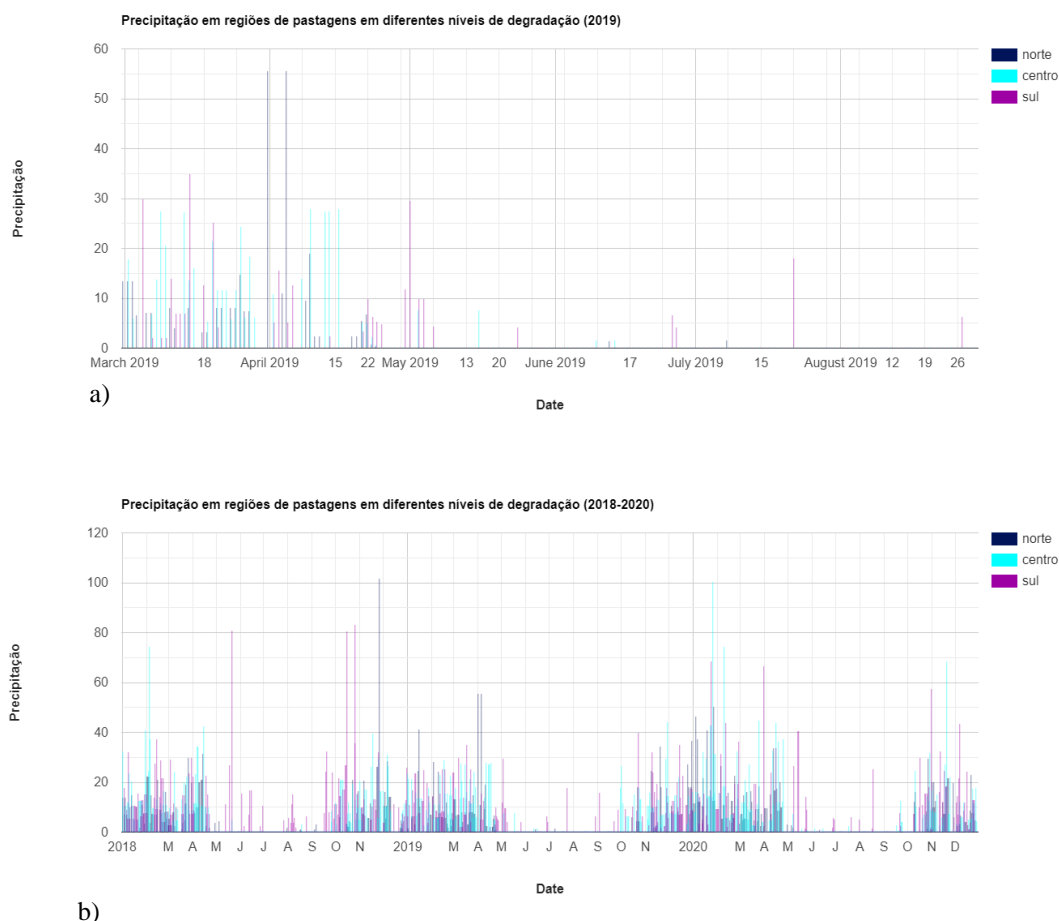 Precipitação em regiões de pastagens em diferentes níveis de degradação (2019)
60
50
40
30
20
10
0
Precipitação
March 2019 18 April 2019 15 22 May 2019 13 20 June 2019 17 July 2019 15 August 2019 12 19 26
Date
norte
centro
sul
a)
Precipitação em regiões de pastagens em diferentes níveis de degradação (2018-2020)
120
100
80
60
40
20
0
Precipitação
2018 M A M J J A S O N 2019 M A M J J A S O N 2020 M A M J J A S O N D
Date
norte
centro
sul
b)